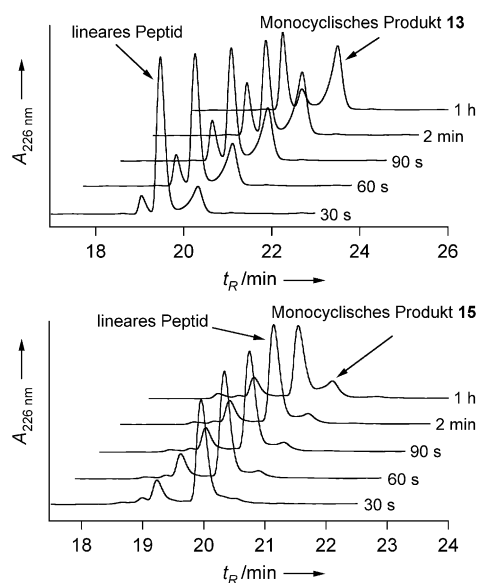 lineares Peptid
Monocyclisches Produkt 13
A226 nm
1 h
2 min
90 s
60 s
30 s
18 20 22 24 26
tR/min
lineares Peptid
Monocyclisches Produkt 15
A226 nm
1 h
2 min
90 s
60 s
30 s
18 19 20 21 22 23 24
tR/min